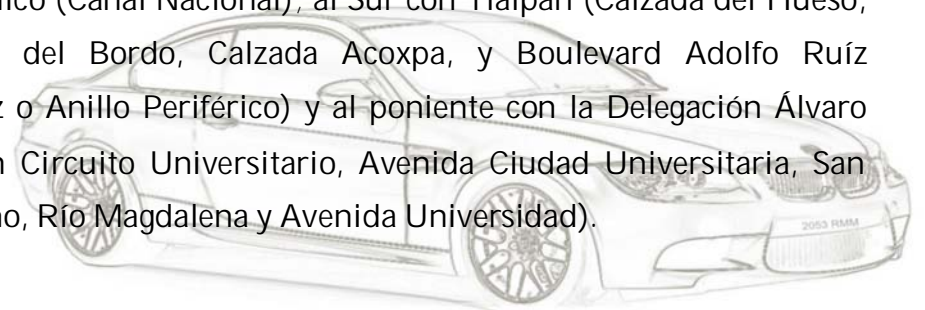 ico (Canal Nacional); al Sur con Tlalpan (Calzada del Hueso,
del Bordo, Calzada Acoxpa, y Boulevard Adolfo Ruíz
z o Anillo Periférico) y al poniente con la Delegación Álvaro
n Circuito Universitario, Avenida Ciudad Universitaria, San
no, Río Magdalena y Avenida Universidad).
2053 RMM